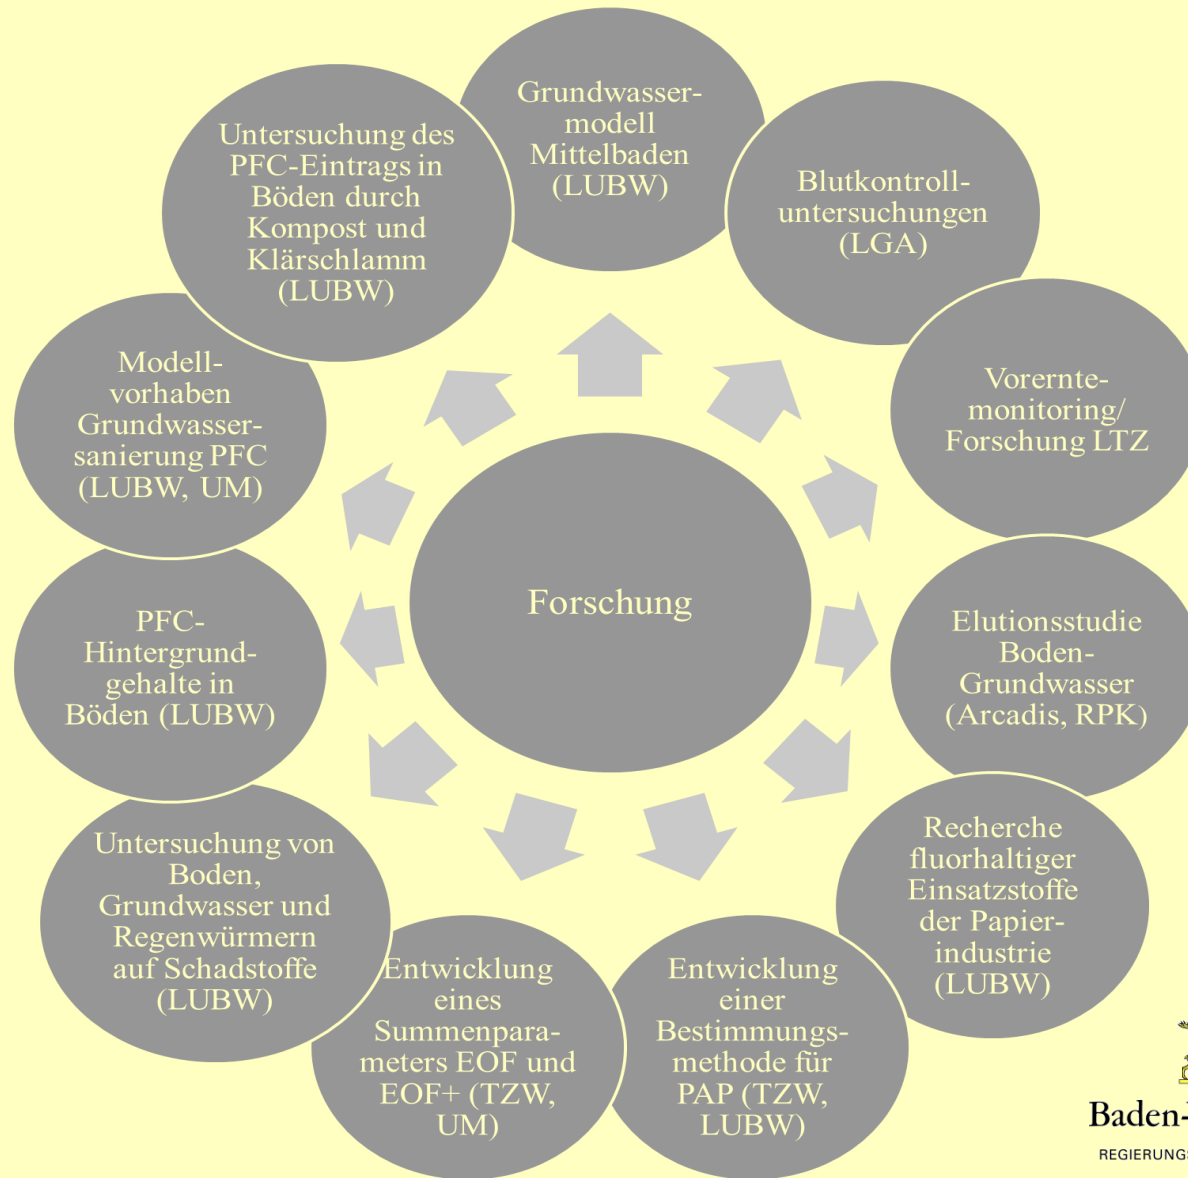 Grundwasser-
modell
Mittelbaden
(LUBW)
Blutkontroll-
untersuchungen
(LGA)
Vorernte-
monitoring/
Forschung LTZ
Elutionsstudie
Boden-
Grundwasser
(Arcadis, RPK)
Recherche
fluorhaltiger
Einsatzstoffe
der Papier-
industrie
(LUBW)
Entwicklung
einer
Bestimmungs-
methode für
PAP (TZW,
LUBW)
Entwicklung
eines
Summenpara-
meters EOF und
EOF+ (TZW,
UM)
Untersuchung von
Boden,
Grundwasser und
Regenwürmern
auf Schadstoffe
(LUBW)
PFC-
Hintergrund-
gehalte in
Böden (LUBW)
Modell-
vorhaben
Grundwasser-
sanierung PFC
(LUBW, UM)
Untersuchung des
PFC-Eintrags in
Böden durch
Kompost und
Klärschlamm
(LUBW)
Forschung
Baden-
REGIERUNGS